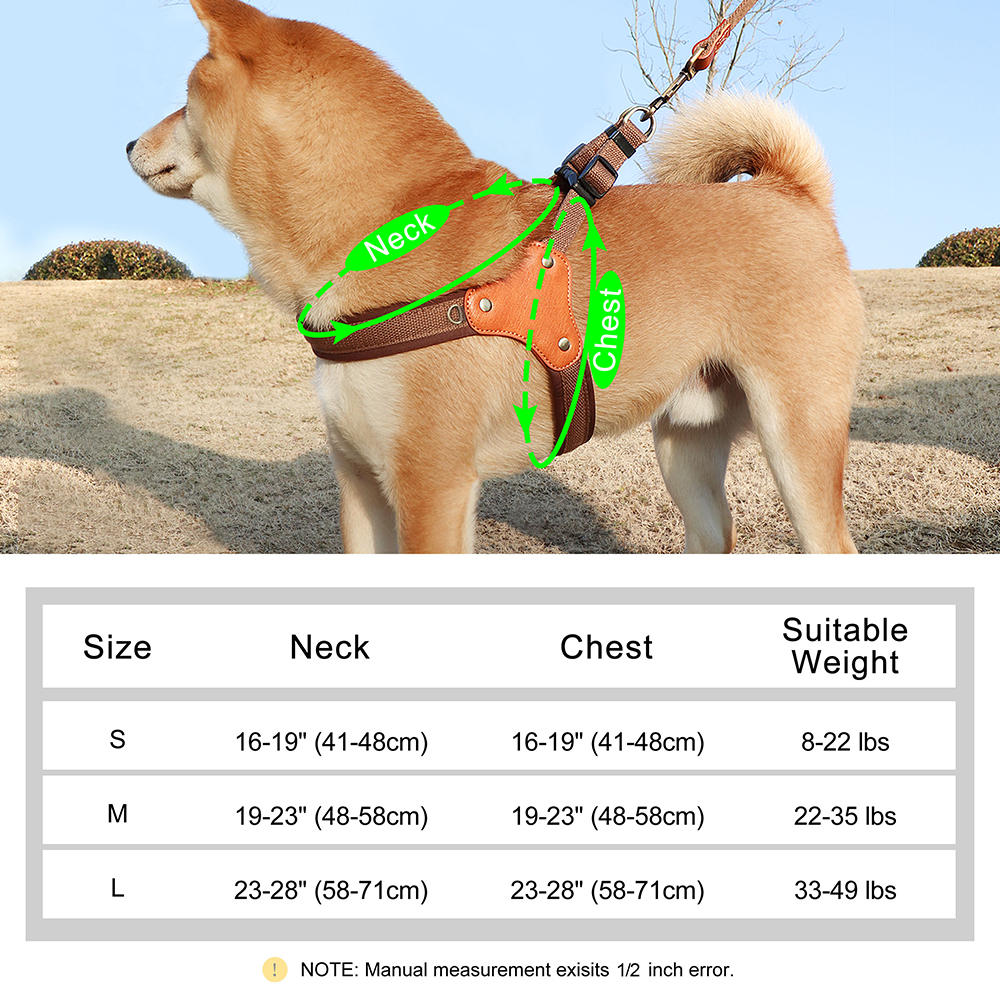 Neck
Chest
Size Neck Chest Suitable Weight
S 16-19" (41-48cm) 16-19" (41-48cm) 8-22 lbs
M 19-23" (48-58cm) 19-23" (48-58cm) 22-35 lbs
L 23-28" (58-71cm) 23-28" (58-71cm) 33-49 lbs
! NOTE: Manual measurement exisits 1/2 inch error.